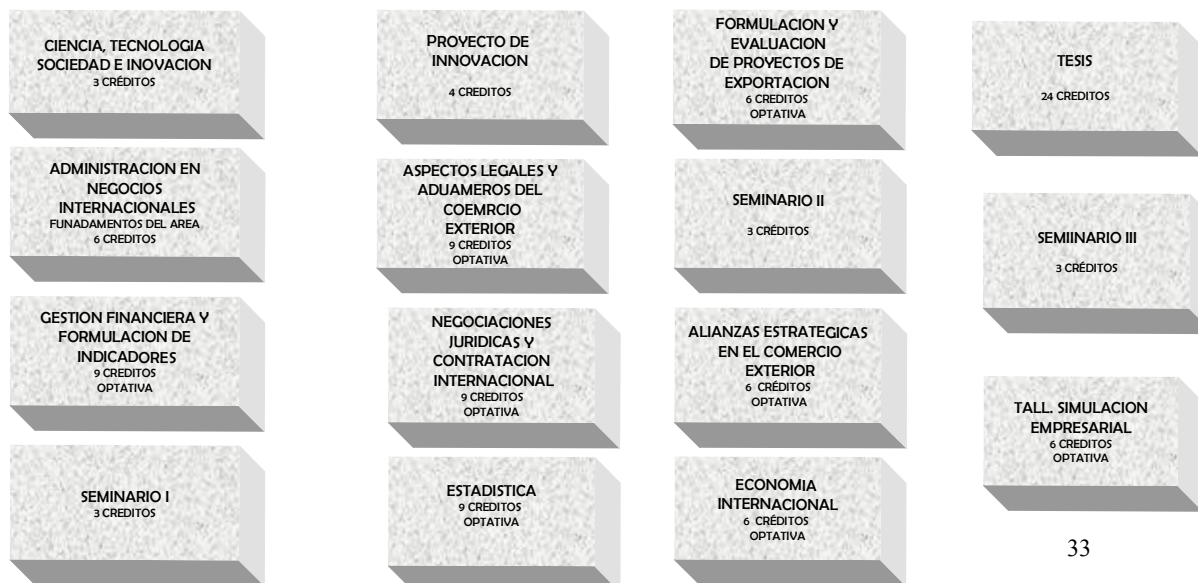 CIENCIA, TECNOLOGIA
SOCIEDAD E INOVACION
3 CRÉDITOS
ADMINISTRACION EN
NEGOCIOS
INTERNACIONALES
FUNADAMENTOS DEL AREA
6 CREDITOS
GESTION FINANCIERA Y
FORMULACION DE
INDICADORES
9 CREDITOS
OPTATIVA
SEMINARIO I
3 CREDITOS
PROYECTO DE
INNOVACION
4 CREDITOS
ASPECTOS LEGALES Y
ADUAMEROS DEL
COEMRCIO
EXTERIOR
9 CREDITOS
OPTATIVA
NEGOCIACIONES
JURIDICAS Y
CONTRATACION
INTERNACIONAL
9 CREDITOS
OPTATIVA
ESTADISTICA
9 CREDITOS
OPTATIVA
FORMULACION Y
EVALUACION
DE PROYECTOS DE
EXPORTACION
6 CREDITOS
OPTATIVA
SEMINARIO II
3 CRÉDITOS
ALIANZAS ESTRATEGICAS
EN EL COMERCIO
EXTERIOR
6 CRÉDITOS
OPTATIVA
ECONOMIA
INTERNACIONAL
6 CRÉDITOS
OPTATIVA
TESIS
24 CREDITOS
SEMIINARIO III
3 CRÉDITOS
TALL. SIMULACION
EMPRESARIAL
6 CREDITOS
OPTATIVA
33